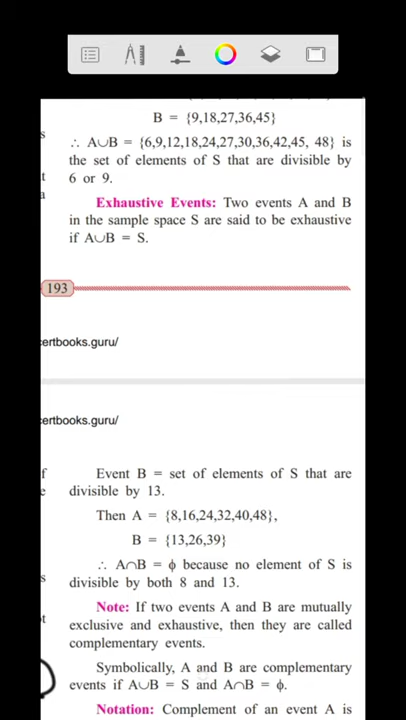 B = {9,18,27,36,45}
s
∴ A∪B = {6,9,12,18,24,27,30,36,42,45, 48} is
the set of elements of S that are divisible by
t
6 or 9.
a
Exhaustive Events: Two events A and B
in the sample space S are said to be exhaustive
if A∪B = S.
193
certbooks.guru/
certbooks.guru/
f
Event B = set of elements of S that are
e
divisible by 13.
Then A = {8,16,24,32,40,48},
B = {13,26,39}
∴ A∩B = ϕ because no element of S is
s
divisible by both 8 and 13.
Note: If two events A and B are mutually
t
exclusive and exhaustive, then they are called
complementary events.
Symbolically, A and B are complementary
events if A∪B = S and A∩B = ϕ.
Notation: Complement of an event A is